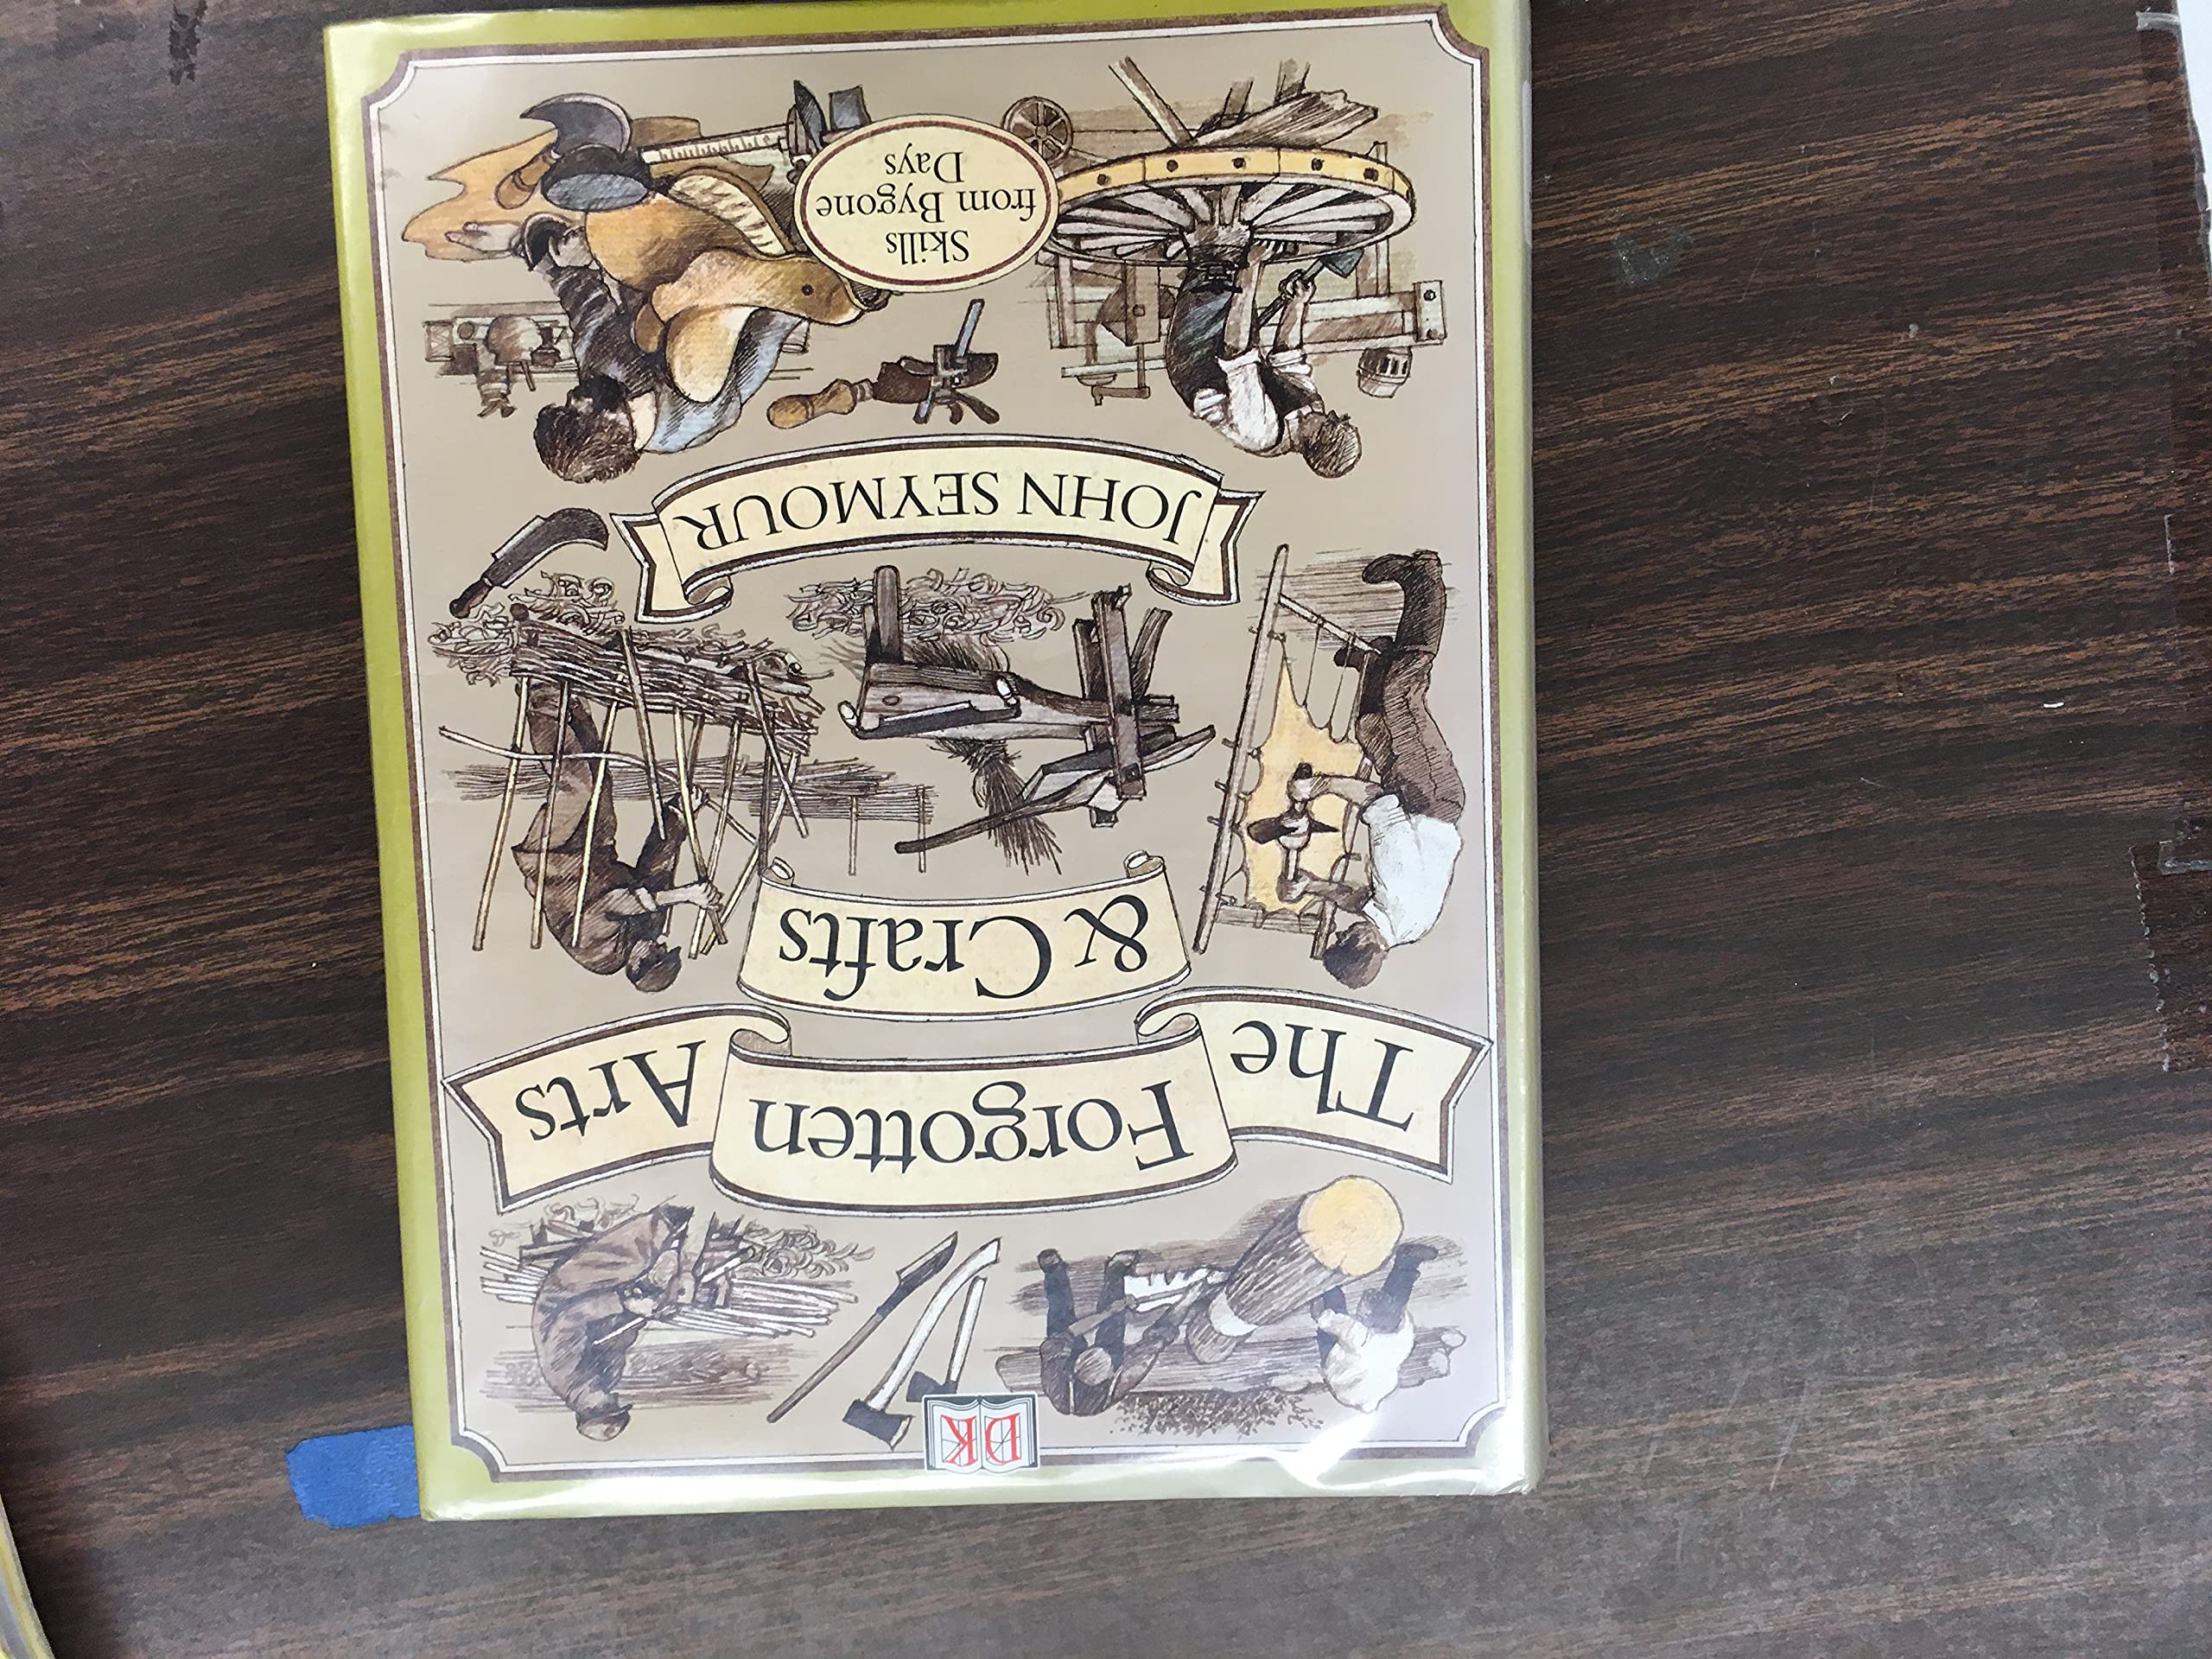 DK
The Forgotten Arts
& Crafts
JOHN SEYMOUR
Skills
from Bygone
Days